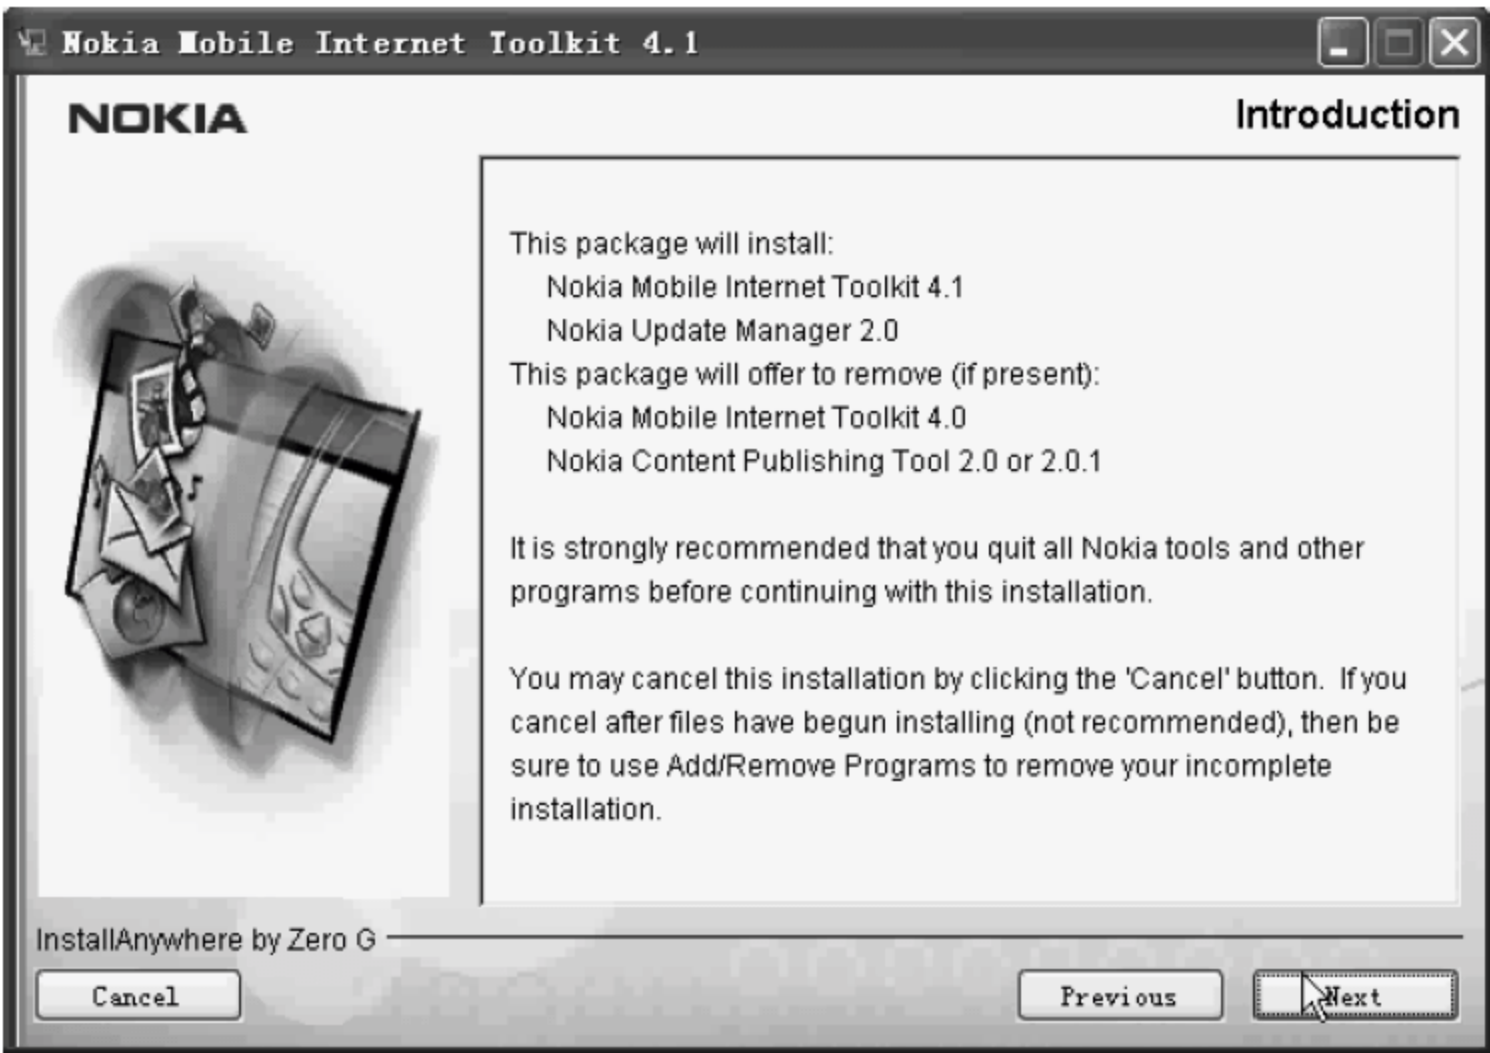 Nokia Mobile Internet Toolkit 4.1
NOKIA
Introduction
This package will install:
Nokia Mobile Internet Toolkit 4.1
Nokia Update Manager 2.0
This package will offer to remove (if present):
Nokia Mobile Internet Toolkit 4.0
Nokia Content Publishing Tool 2.0 or 2.0.1
It is strongly recommended that you quit all Nokia tools and other
programs before continuing with this installation.
You may cancel this installation by clicking the 'Cancel' button. If you
cancel after files have begun installing (not recommended), then be
sure to use Add/Remove Programs to remove your incomplete
installation.
InstallAnywhere by Zero G
Cancel
Previous
Next